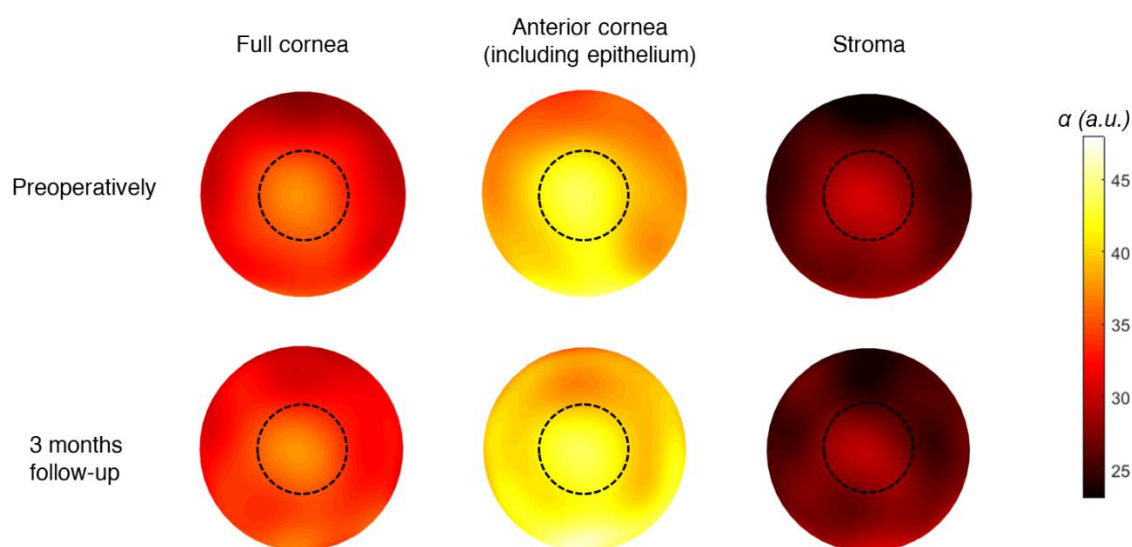 Full cornea
Anterior cornea
(including epithelium)
Stroma
α (a.u.)
Preoperatively
45
40
35
30
25
3 months
follow-up